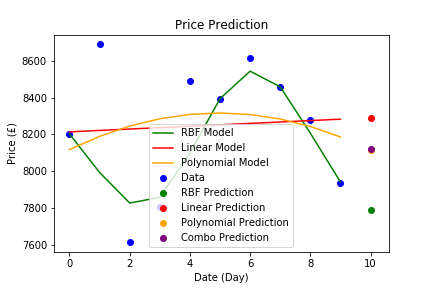 Price Prediction
8600
8400
8200
8000
7800
7600
Price (£)
RBF Model
Linear Model
Polynomial Model
Data
RBF Prediction
Linear Prediction
Polynomial Prediction
Combo Prediction
0 2 4 6 8 10
Date (Day)